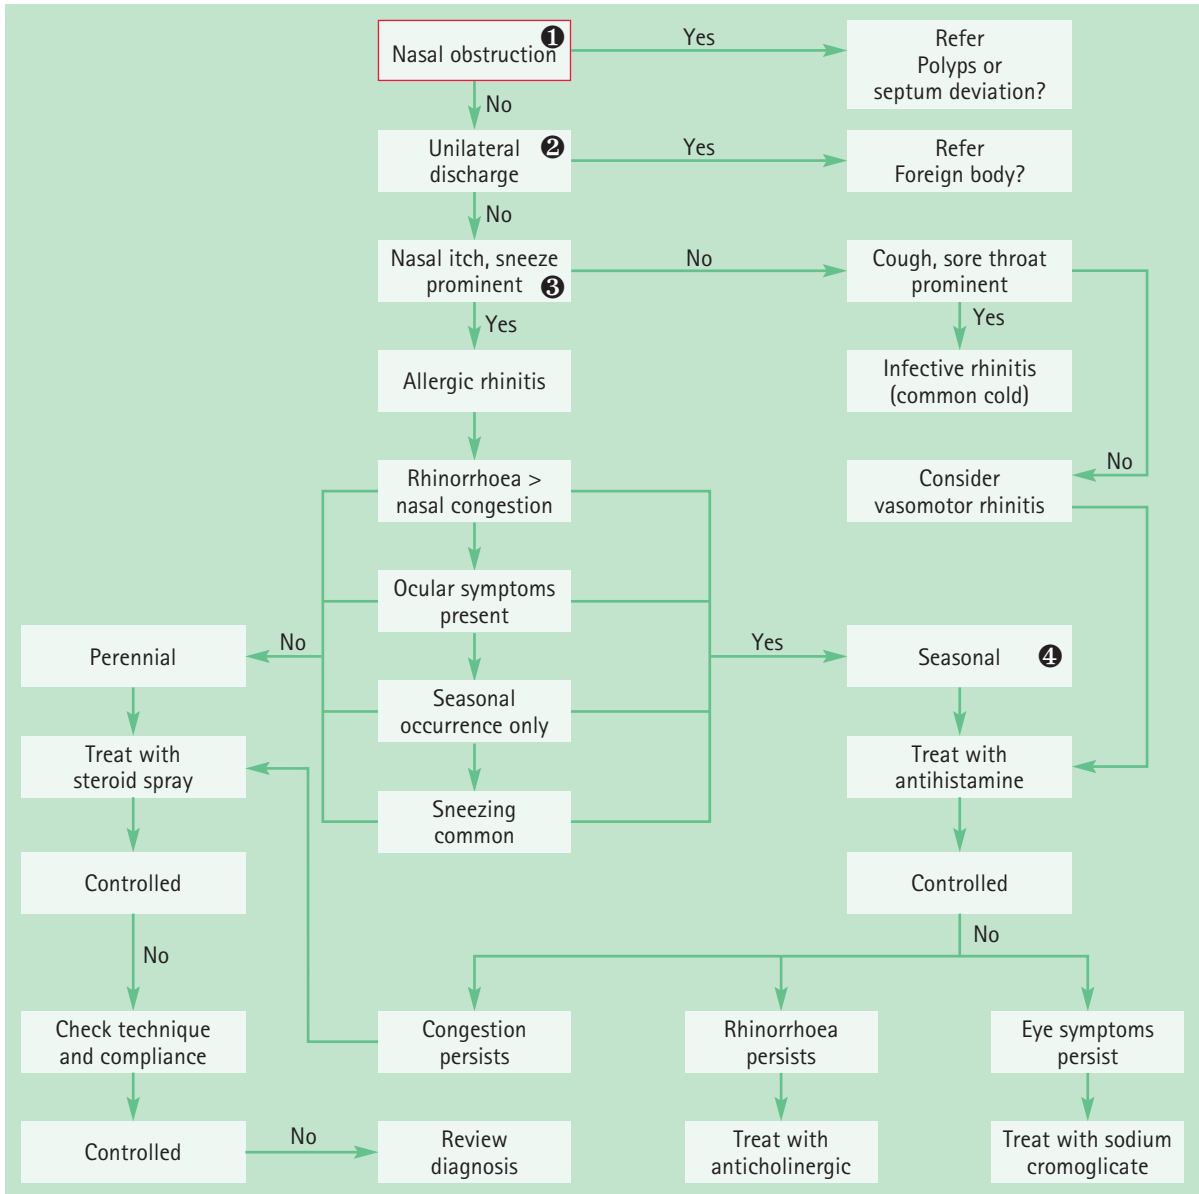 Nasal obstruction
❶
Yes
Refer
Polyps or
septum deviation?
No
Unilateral
discharge
❷
Yes
Refer
Foreign body?
No
Nasal itch, sneeze
prominent
❸
No
Cough, sore throat
prominent
Yes
Yes
Allergic rhinitis
Infective rhinitis
(common cold)
No
Rhinorrhoea >
nasal congestion
Consider
vasomotor rhinitis
Ocular symptoms
present
Perennial
No
Yes
Seasonal
❹
Seasonal
occurrence only
Treat with
steroid spray
Treat with
antihistamine
Sneezing
common
Controlled
Controlled
No
No
Check technique
and compliance
Congestion
persists
Rhinorrhoea
persists
Eye symptoms
persist
Controlled
No
Review
diagnosis
Treat with
anticholinergic
Treat with sodium
cromoglicate